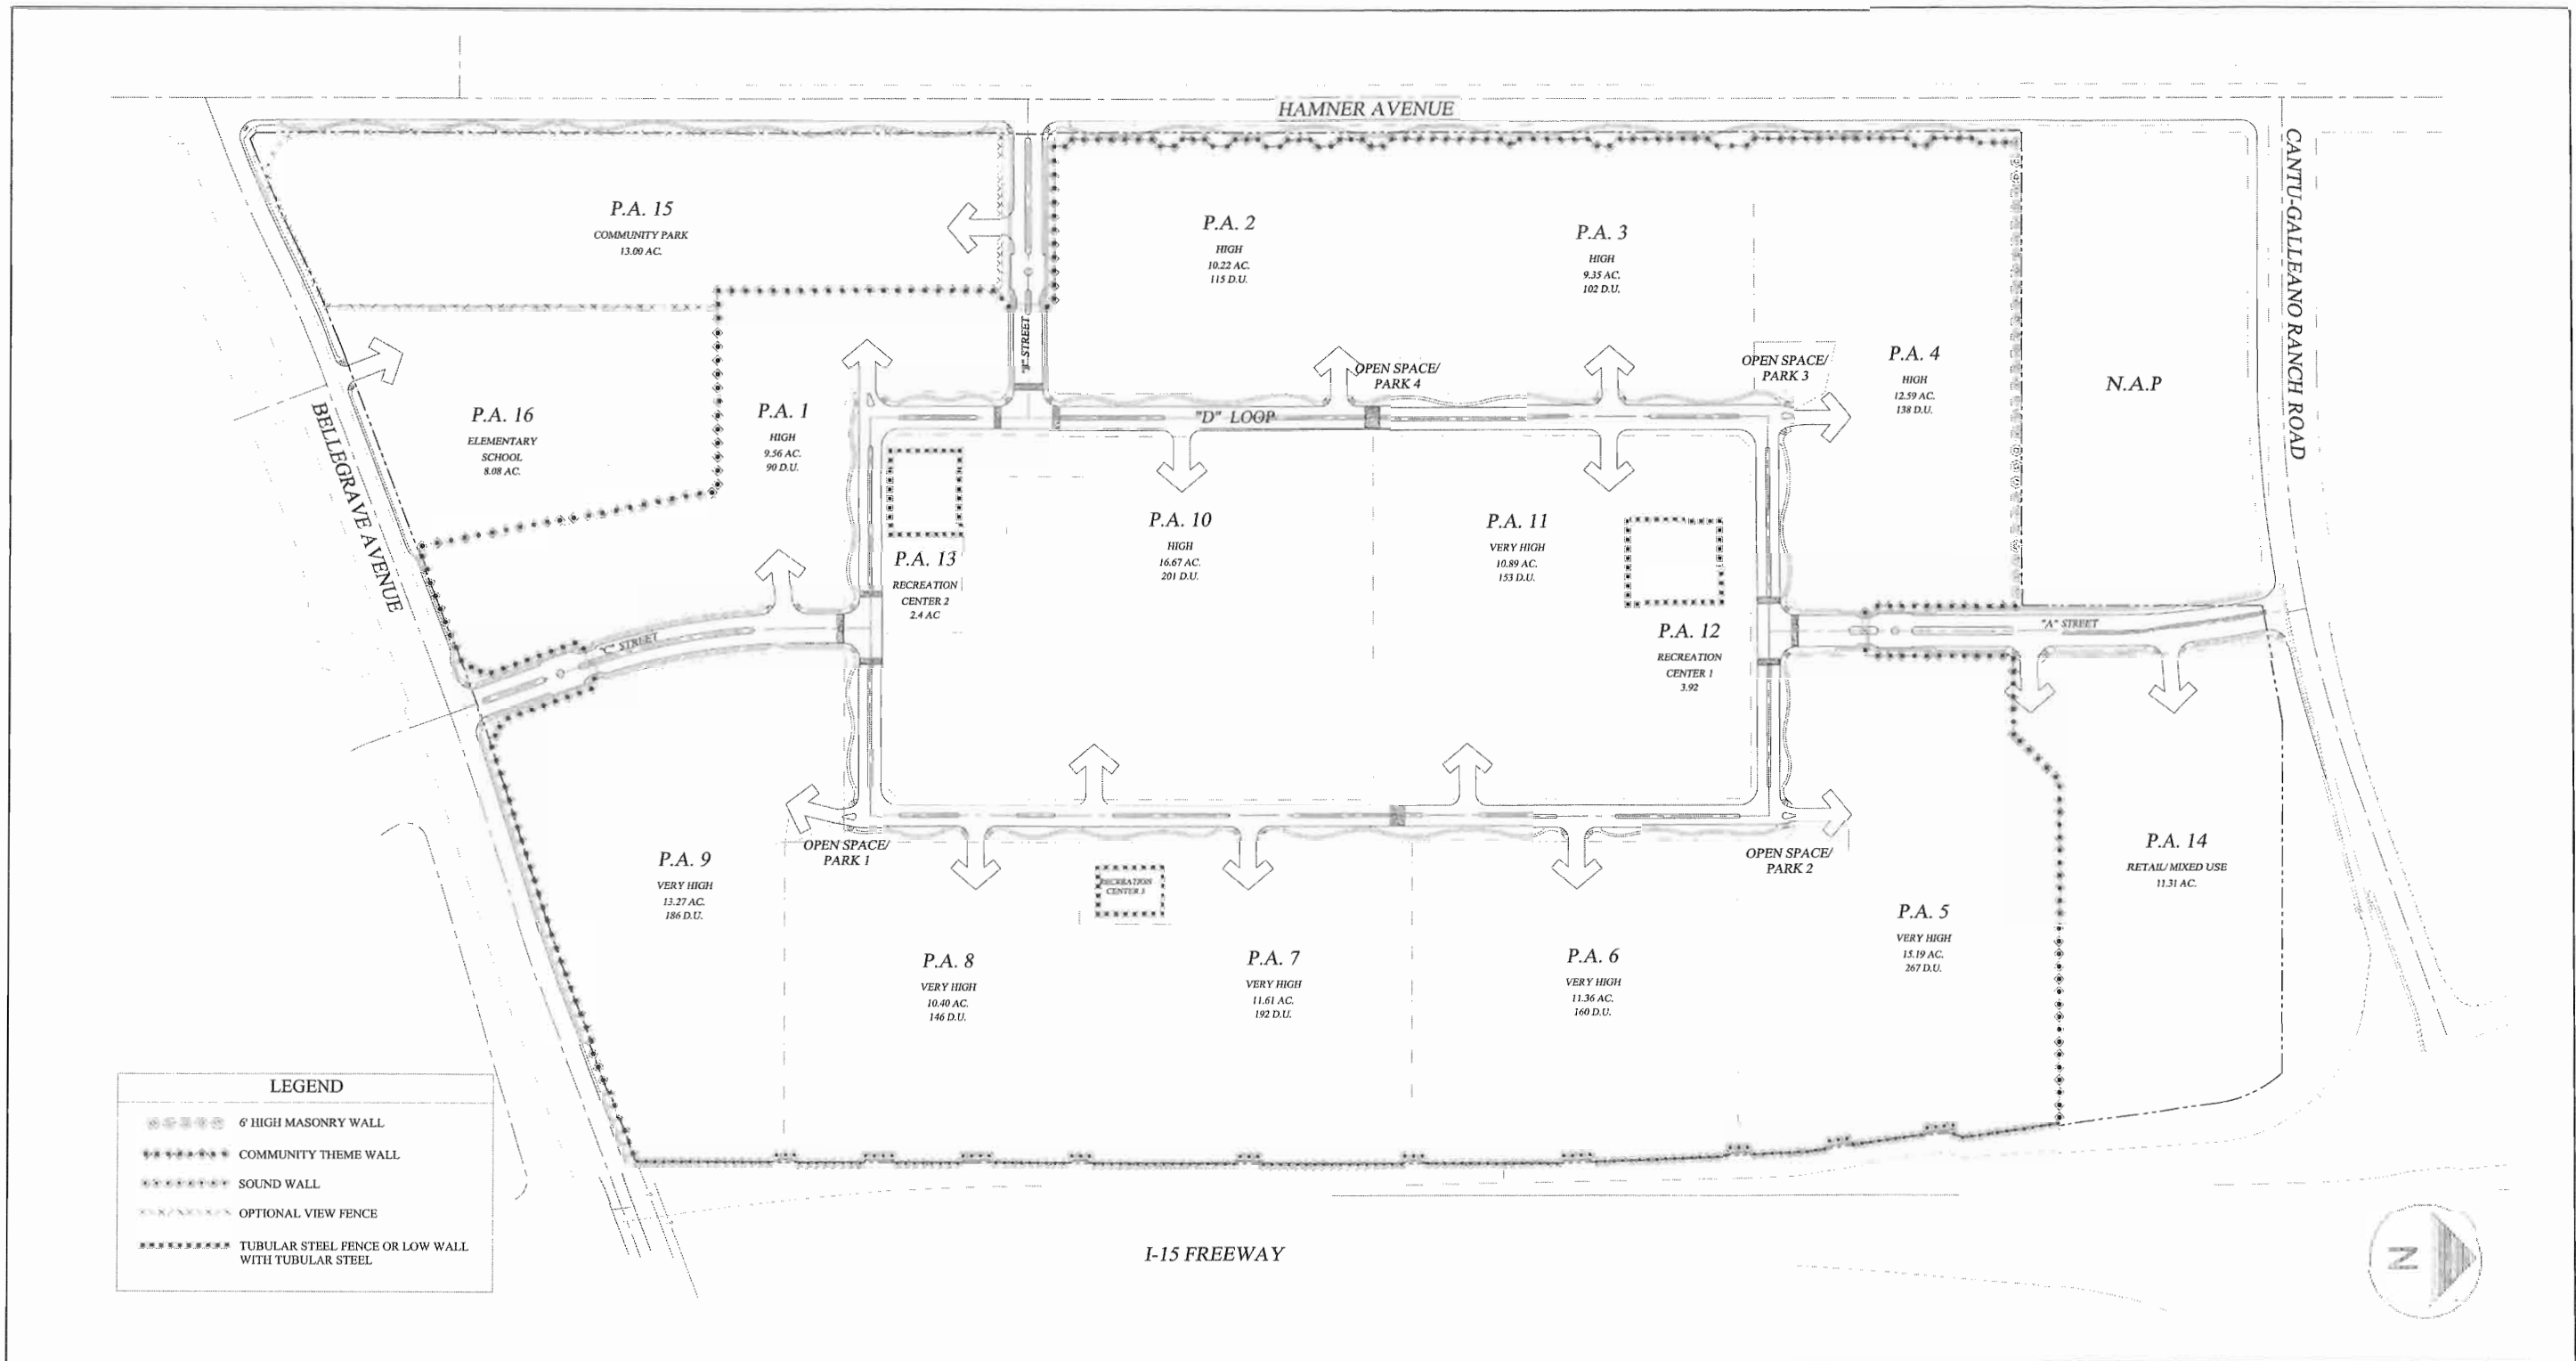 HAMNER AVENUE
CANTU-GALLEANO RANCH ROAD
P.A. 15
COMMUNITY PARK
13.00 AC.
P.A. 2
HIGH
10.22 AC.
115 D.U.
P.A. 3
HIGH
9.35 AC.
102 D.U.
P.A. 4
HIGH
12.59 AC.
138 D.U.
N.A.P
"B" STREET
OPEN SPACE/
PARK 4
OPEN SPACE/
PARK 3
P.A. 16
ELEMENTARY
SCHOOL
8.08 AC.
P.A. 1
HIGH
9.56 AC.
90 D.U.
"D" LOOP
BELLEGRAVE AVENUE
P.A. 13
RECREATION
CENTER 2
2.4 AC
P.A. 10
HIGH
16.67 AC.
201 D.U.
P.A. 11
VERY HIGH
10.89 AC.
153 D.U.
P.A. 12
RECREATION
CENTER 1
3.92
"C" STREET
"A" STREET
OPEN SPACE/
PARK 1
OPEN SPACE/
PARK 2
P.A. 9
VERY HIGH
13.27 AC.
186 D.U.
RECREATION
CENTER 3
P.A. 8
VERY HIGH
10.40 AC.
146 D.U.
P.A. 7
VERY HIGH
11.61 AC.
192 D.U.
P.A. 6
VERY HIGH
11.36 AC.
160 D.U.
P.A. 5
VERY HIGH
15.19 AC.
267 D.U.
P.A. 14
RETAIL/MIXED USE
11.31 AC.
LEGEND
6' HIGH MASONRY WALL
COMMUNITY THEME WALL
SOUND WALL
OPTIONAL VIEW FENCE
TUBULAR STEEL FENCE OR LOW WALL
WITH TUBULAR STEEL
I-15 FREEWAY
N